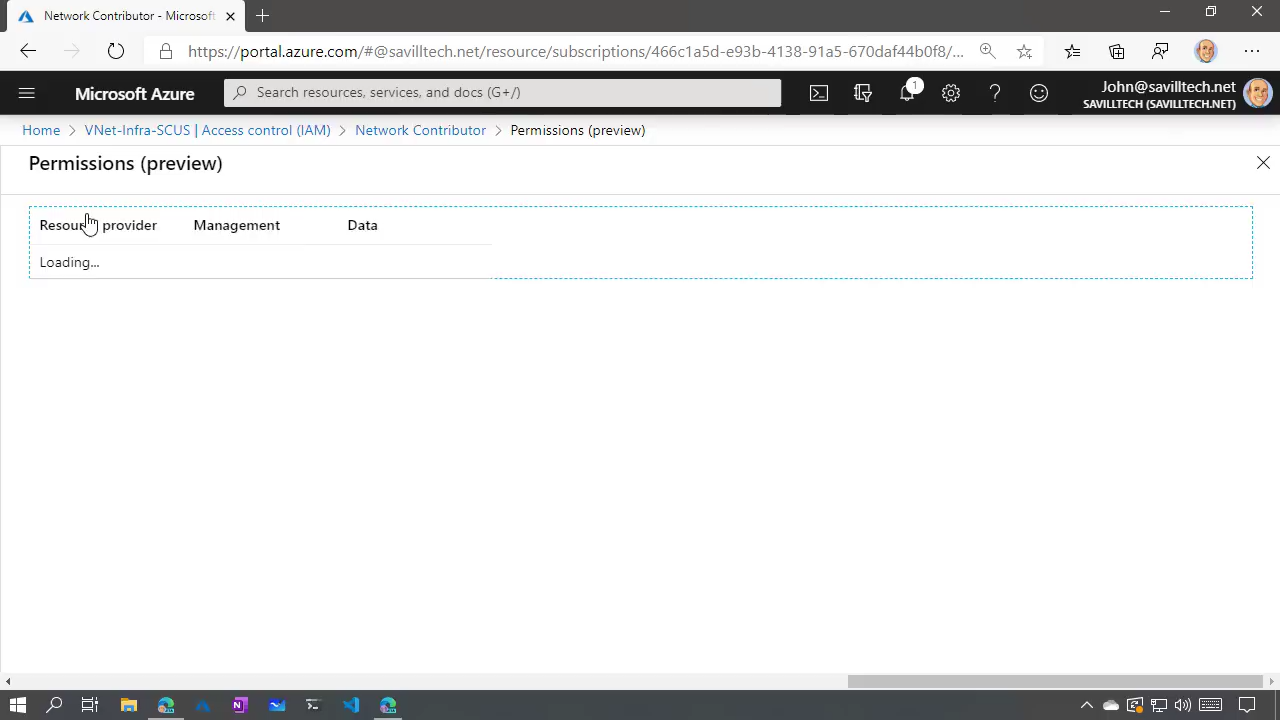 Network Contributor - Microsoft
https://portal.azure.com/#@savilltech.net/resource/subscriptions/466c1a5d-e93b-4138-91a5-670daf44b0f8/...
Microsoft Azure
Search resources, services, and docs (G+/)
1
John@savilltech.net
SAVILLTECH (SAVILLTECH.NET)
Home > VNet-Infra-SCUS | Access control (IAM) > Network Contributor > Permissions (preview)
Permissions (preview)
Resource provider Management Data
Loading...